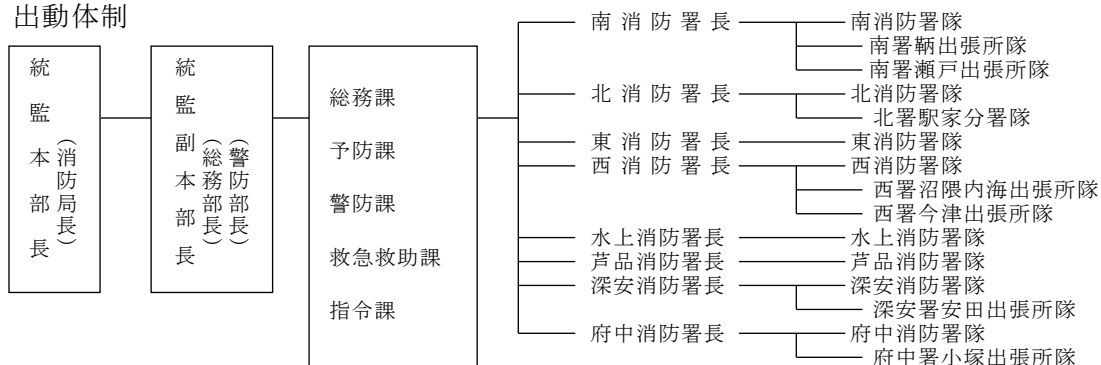 出動体制
統監本部長
（消防局長）
統監副本部長
（警防部長）
（総務部長）
総務課
予防課
警防課
救急救助課
指令課
南消防署長
南消防署隊
南署鞆出張所隊
南署瀬戸出張所隊
北消防署長
北消防署隊
北署駅家分署隊
東消防署長
東消防署隊
西消防署長
西消防署隊
西署沼隈内海出張所隊
西署今津出張所隊
水上消防署長
水上消防署隊
芦品消防署長
芦品消防署隊
深安消防署長
深安消防署隊
深安署安田出張所隊
府中消防署長
府中消防署隊
府中署小塚出張所隊